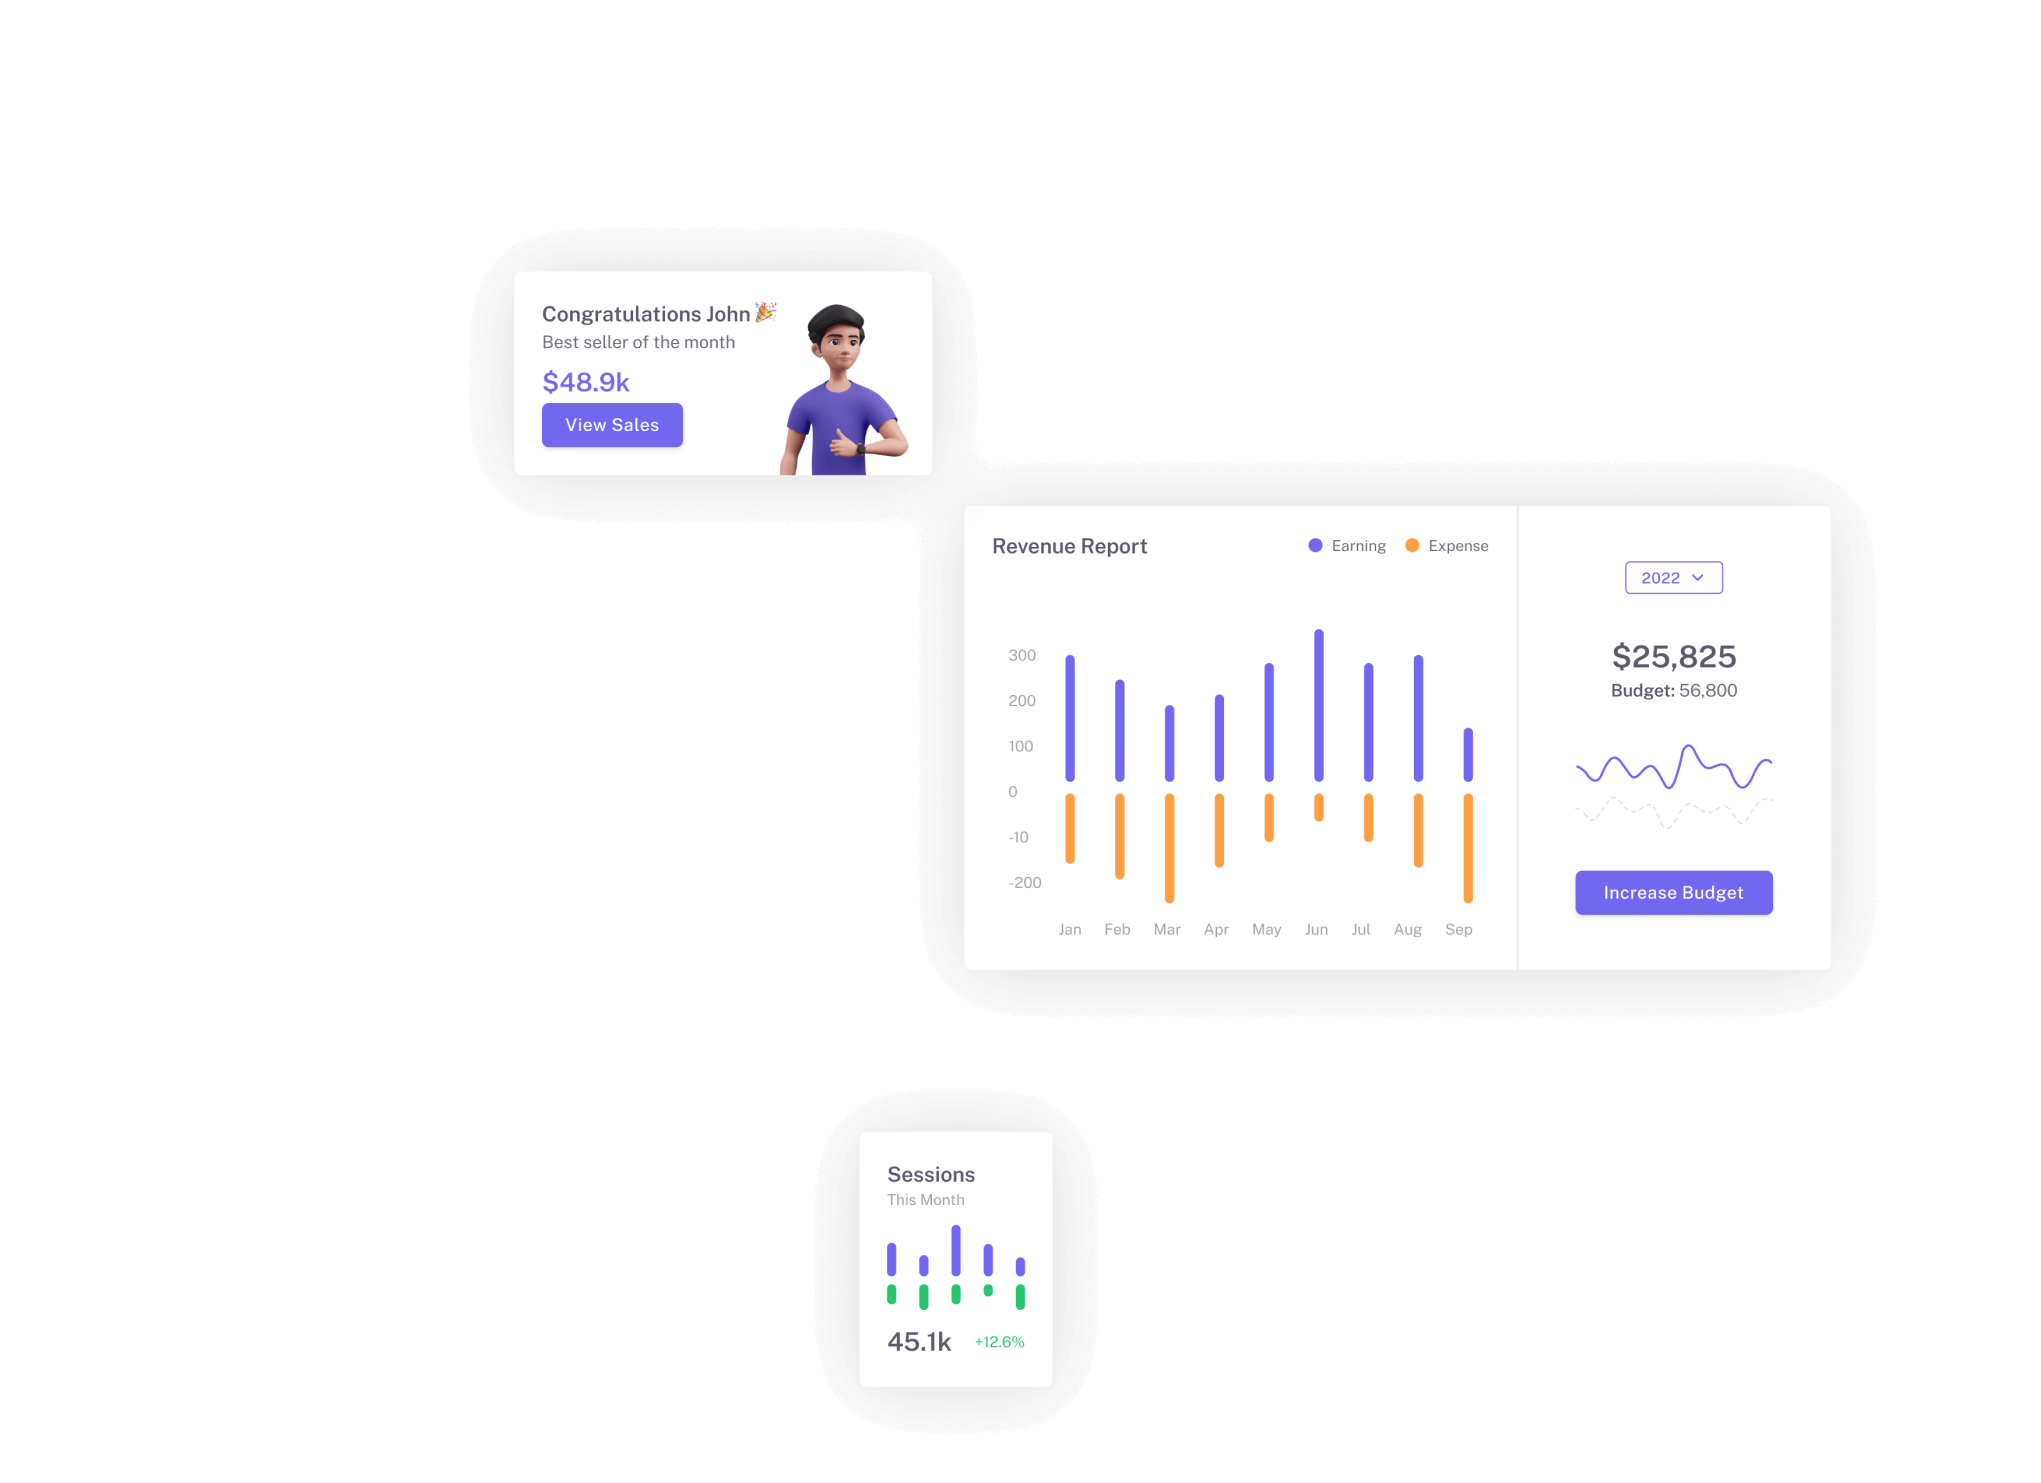 Congratulations John 🎉
Best seller of the month
$48.9k
View Sales
Revenue Report
Earning
Expense
300
200
100
0
-10
-200
Jan Feb Mar Apr May Jun Jul Aug Sep
2022
$25,825
Budget: 56,800
Increase Budget
Sessions
This Month
45.1k
+12.6%